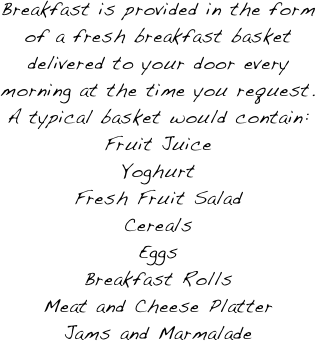 Breakfast is provided in the form
of a fresh breakfast basket
delivered to your door every
morning at the time you request.
A typical basket would contain:
Fruit Juice
Yoghurt
Fresh Fruit Salad
Cereals
Eggs
Breakfast Rolls
Meat and Cheese Platter
Jams and Marmalade